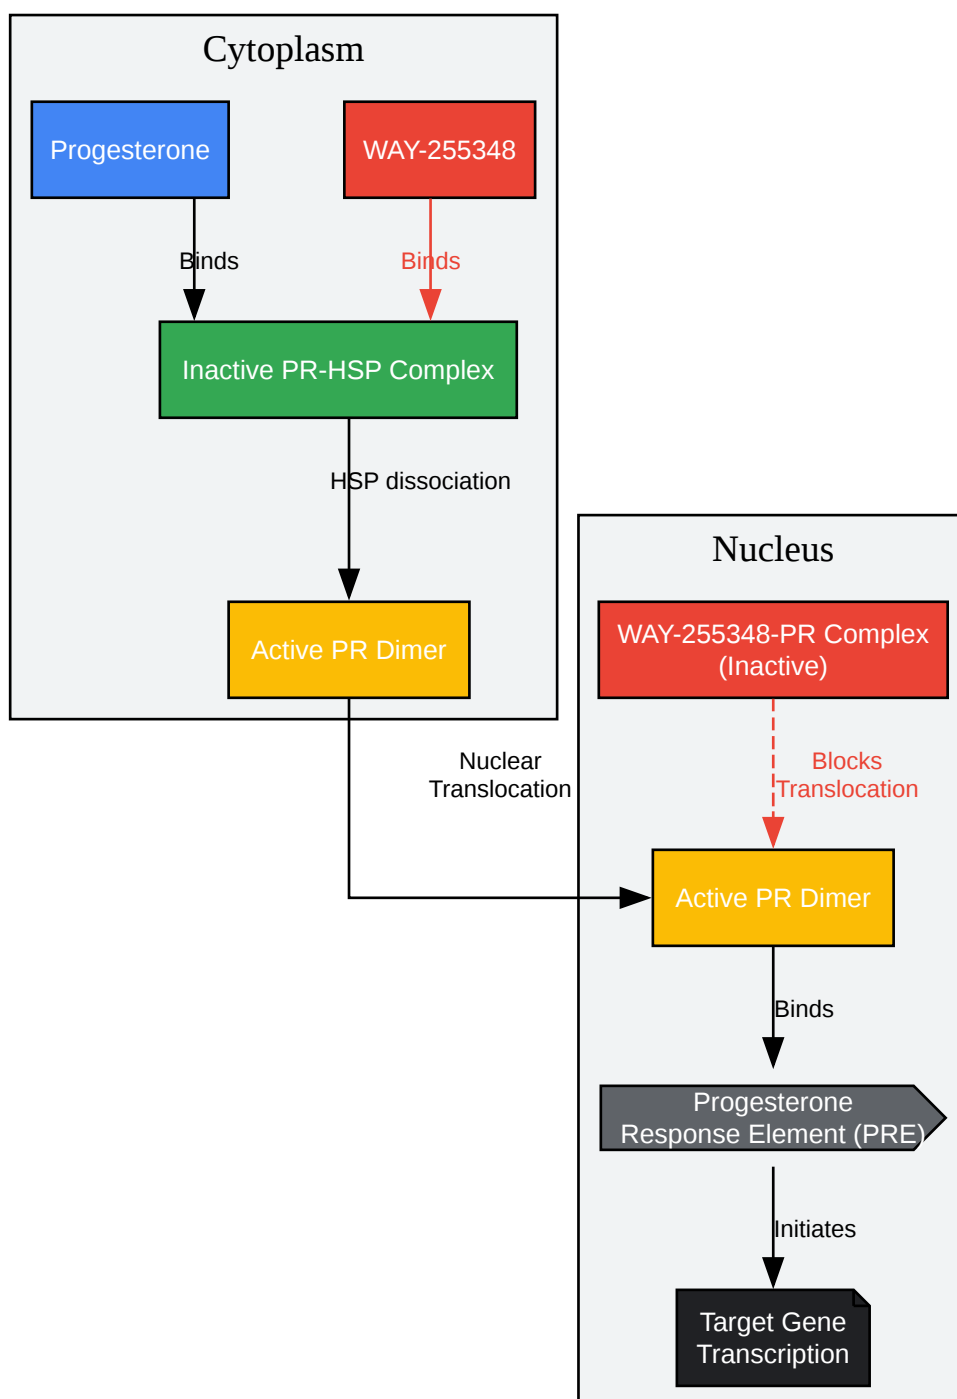 Cytoplasm
Progesterone
WAY-255348
Binds
Binds
Inactive PR-HSP Complex
HSP dissociation
Nucleus
WAY-255348-PR Complex
(Inactive)
Active PR Dimer
Nuclear
Translocation
Blocks
Translocation
Active PR Dimer
Binds
Progesterone
Response Element (PRE)
Initiates
Target Gene
Transcription